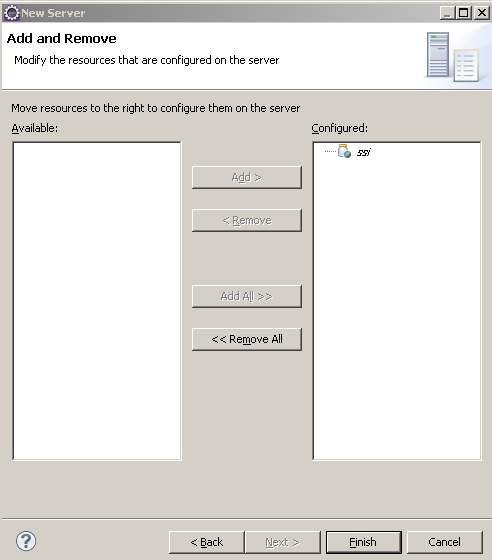 New Server
Add and Remove
Modify the resources that are configured on the server
Move resources to the right to configure them on the server
Available:
Configured:
ssi
Add >
< Remove
Add All >>
<< Remove All
?
< Back
Next >
Finish
Cancel